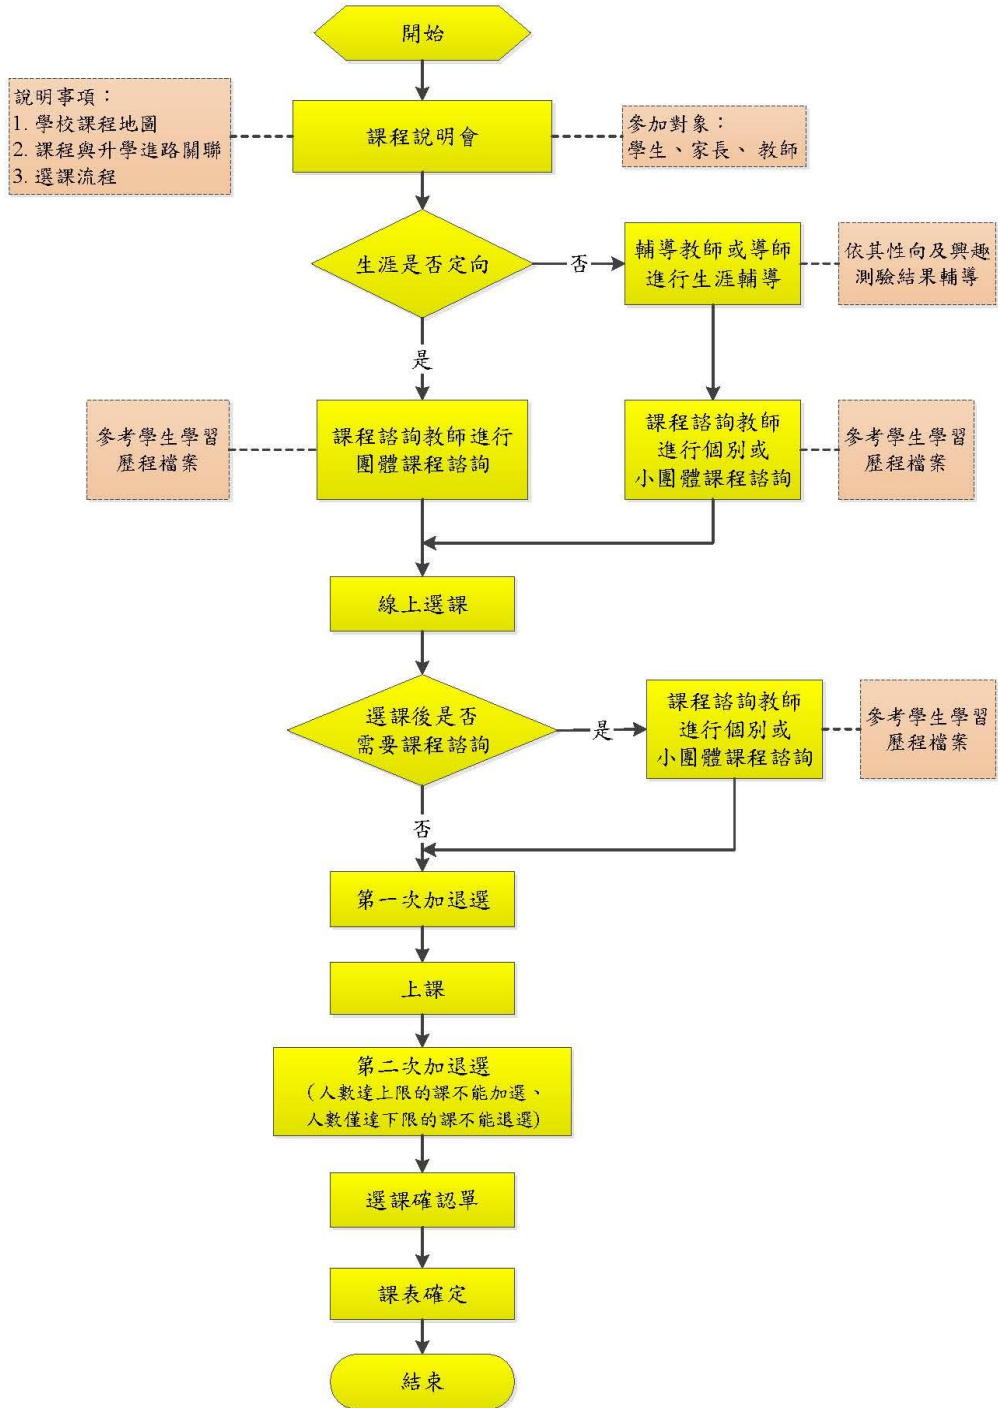 開始
說明事項：
1. 學校課程地圖
2. 課程與升學進路關聯
3. 選課流程
課程說明會
參加對象：
學生、家長、教師
生涯是否定向
否
輔導教師或導師
進行生涯輔導
依其性向及興趣
測驗結果輔導
是
參考學生學習
歷程檔案
課程諮詢教師進行
團體課程諮詢
課程諮詢教師
進行個別或
小團體課程諮詢
參考學生學習
歷程檔案
線上選課
選課後是否
需要課程諮詢
是
課程諮詢教師
進行個別或
小團體課程諮詢
參考學生學習
歷程檔案
否
第一次加退選
上課
第二次加退選
（人數達上限的課不能加選、
人數僅達下限的課不能退選)
選課確認單
課表確定
結束